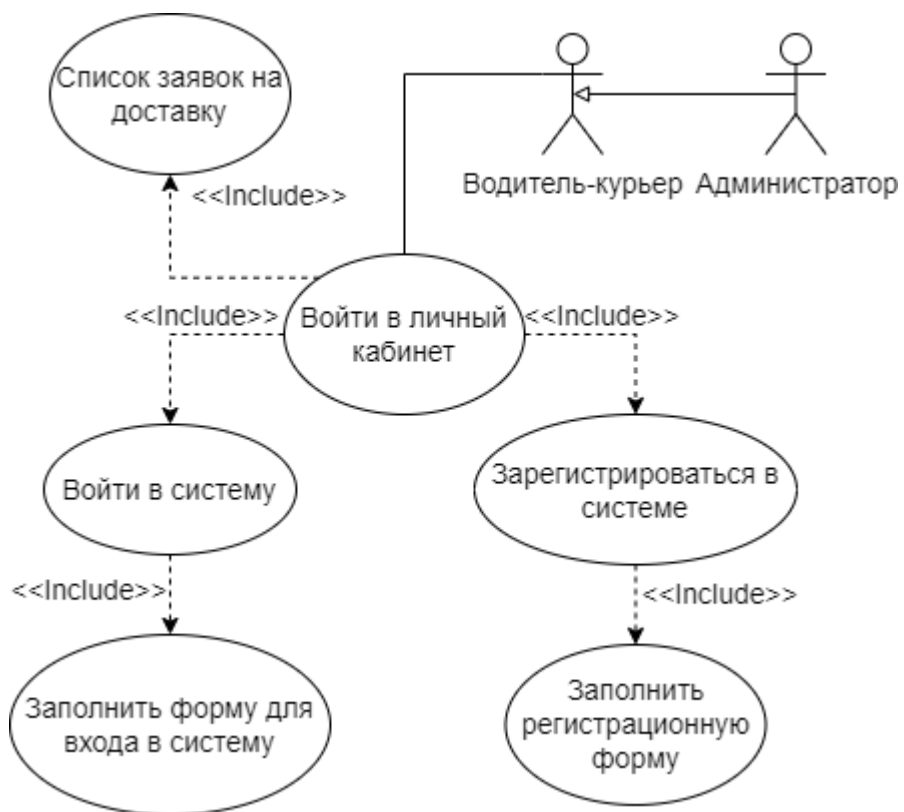 Список заявок на
доставку
Водитель-курьер
Администратор
<<Include>>
Войти в личный
кабинет
<<Include>>
<<Include>>
Войти в систему
Зарегистрироваться в
системе
<<Include>>
<<Include>>
Заполнить форму для
входа в систему
Заполнить
регистрационную
форму